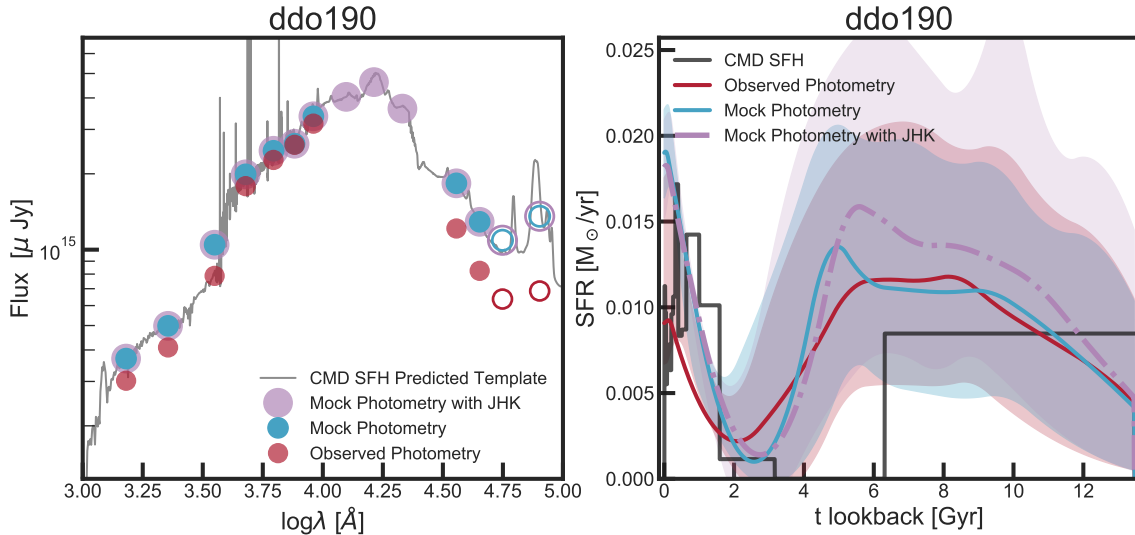 ddo190
Flux [μ Jy]
10^15
CMD SFH Predicted Template
Mock Photometry with JHK
Mock Photometry
Observed Photometry
3.00 3.25 3.50 3.75 4.00 4.25 4.50 4.75 5.00
logλ [Å]
ddo190
SFR [M⊙/yr]
0.025
0.020
0.015
0.010
0.005
0.000
CMD SFH
Observed Photometry
Mock Photometry
Mock Photometry with JHK
0 2 4 6 8 10 12
t lookback [Gyr]